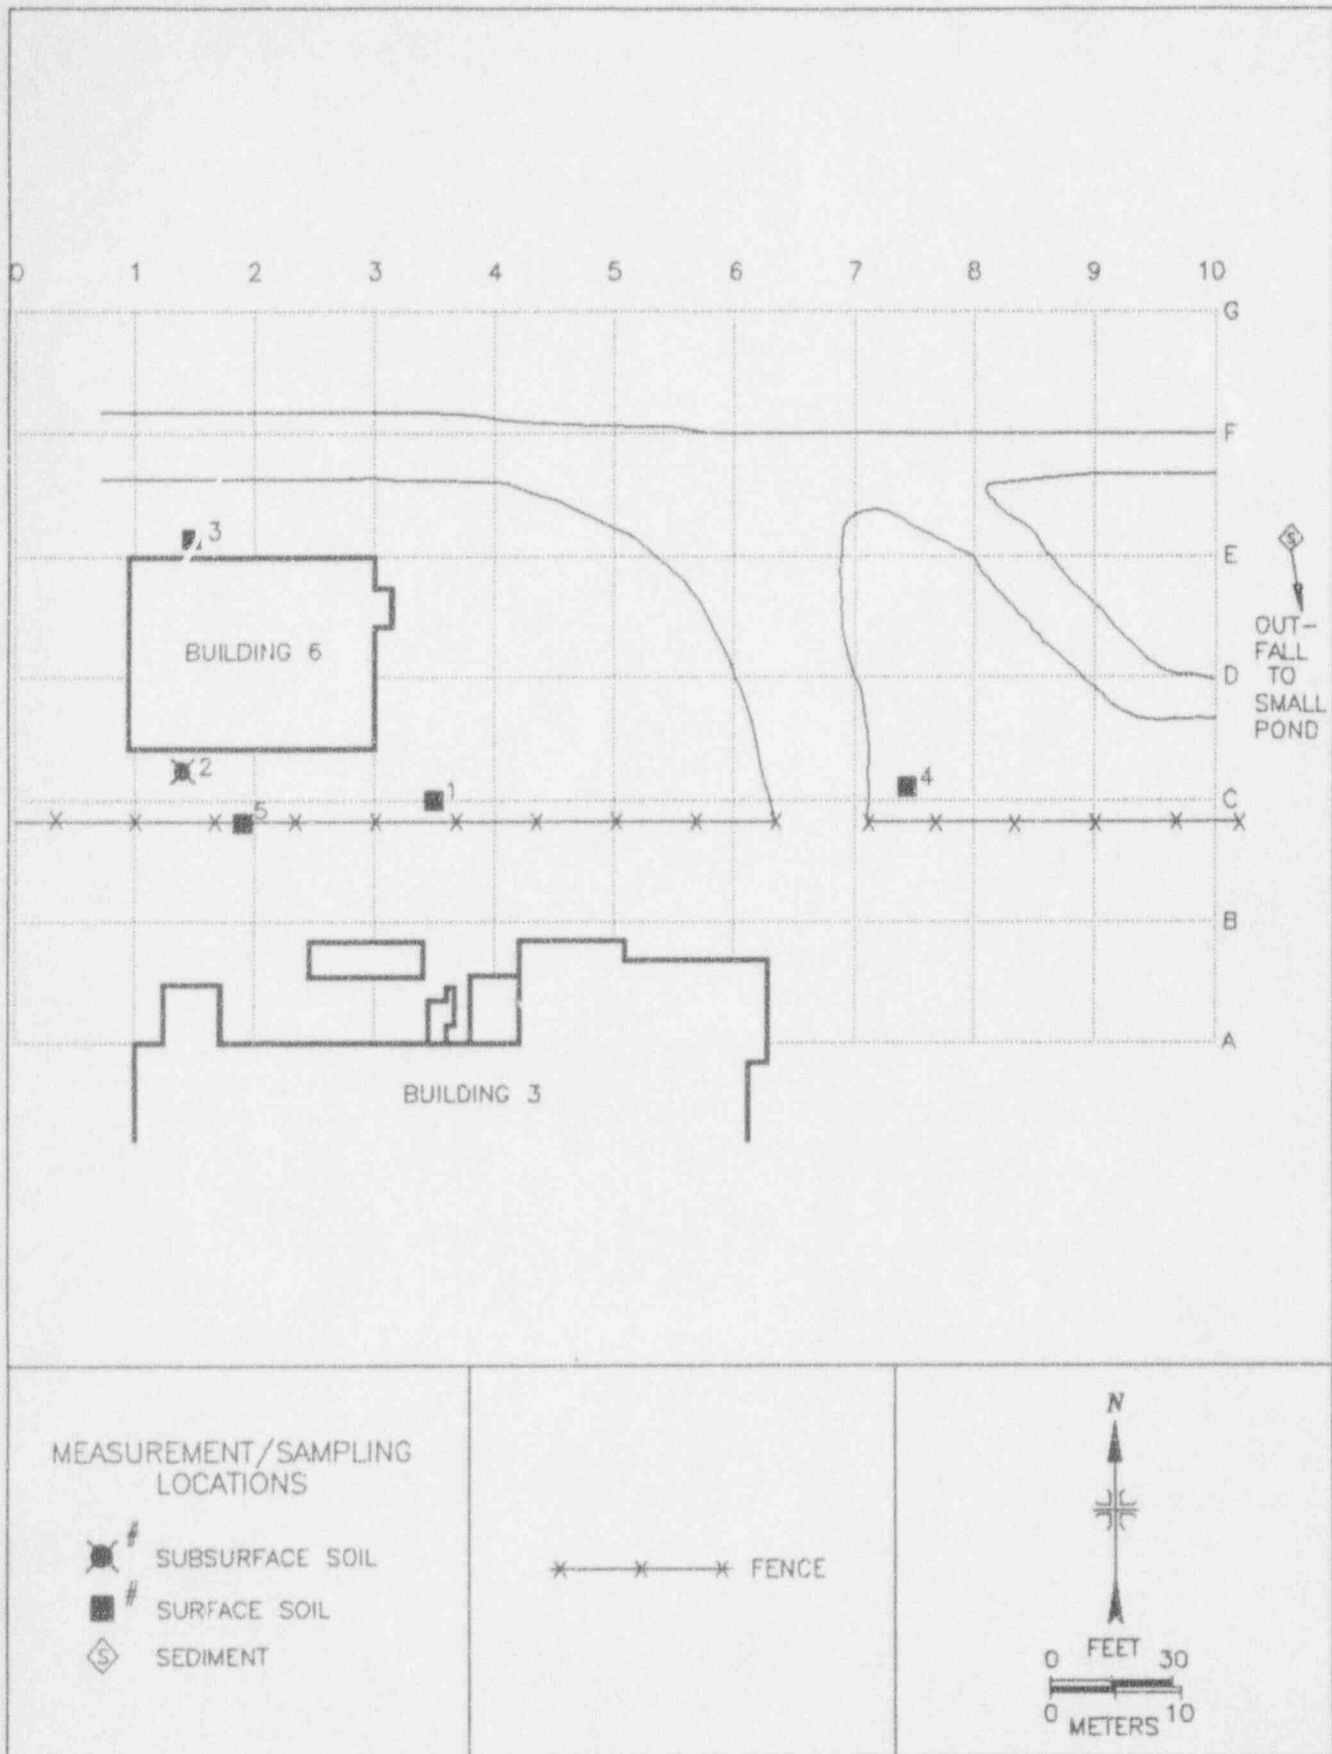 0 1 2 3 4 5 6 7 8 9 10
G
F
3
E
S
BUILDING 6
OUT-
FALL
TO
SMALL
POND
D
2
4
1
C
5
B
A
BUILDING 3
MEASUREMENT/SAMPLING
LOCATIONS
# SUBSURFACE SOIL
# SURFACE SOIL
S SEDIMENT
FENCE
N
FEET
0 30
0 10
METERS